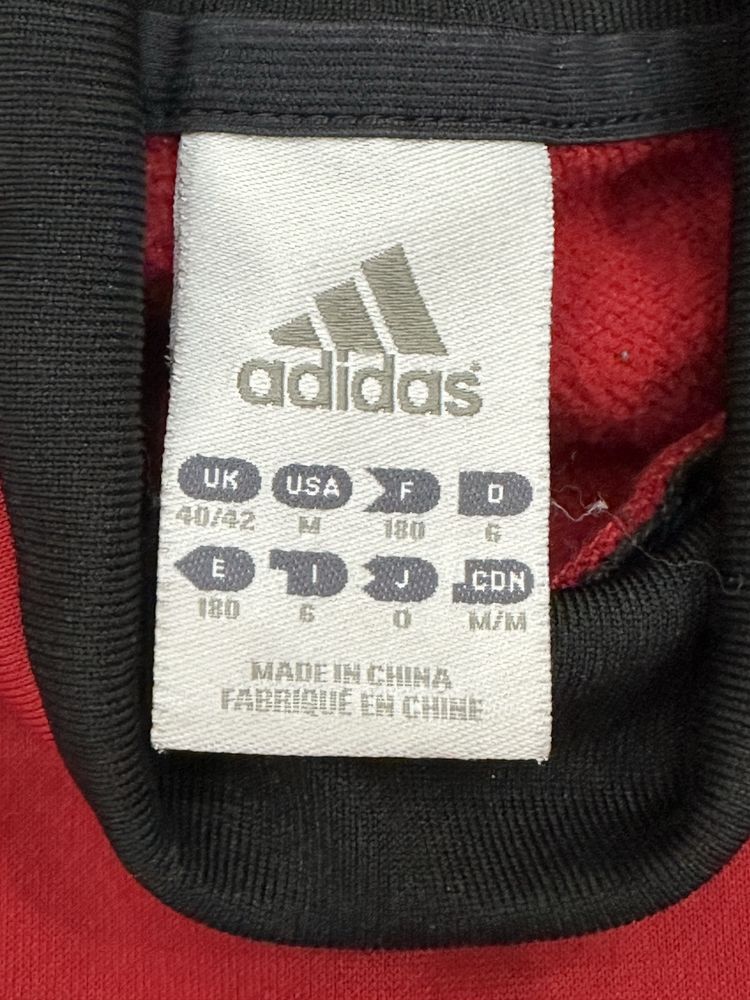 adidas
UK USA F D
40/42 M 180 6
E I J CDN
180 6 O M/M
MADE IN CHINA
FABRIQUÉ EN CHINE